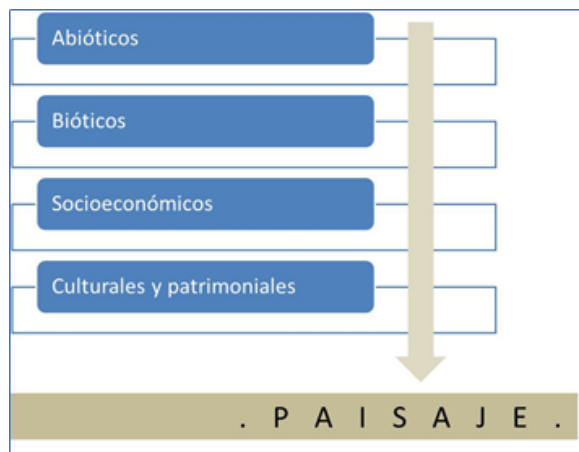 Abióticos
Bióticos
Socioeconómicos
Culturales y patrimoniales
. P A I S A J E .